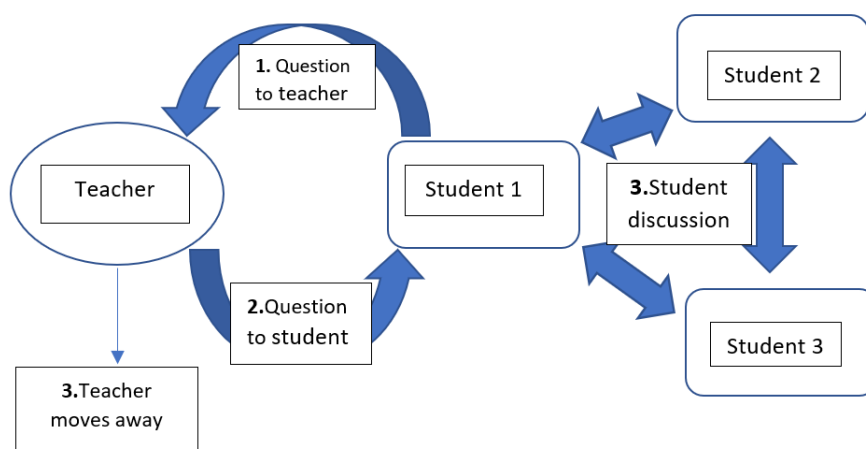 1. Question
to teacher
Student 2
Teacher
Student 1
3.Student
discussion
2.Question
to student
Student 3
3.Teacher
moves away